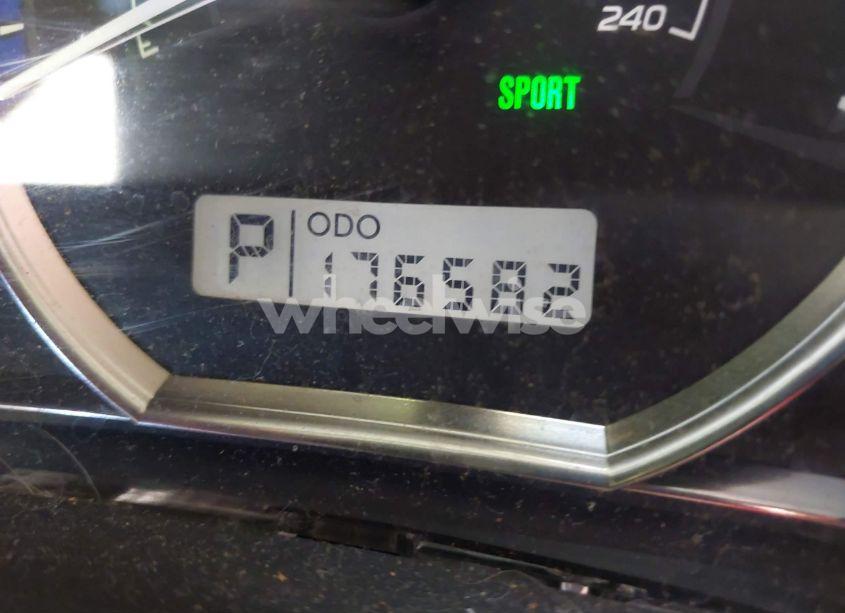 E
240
SPORT
P ODO
176582
wheelwise